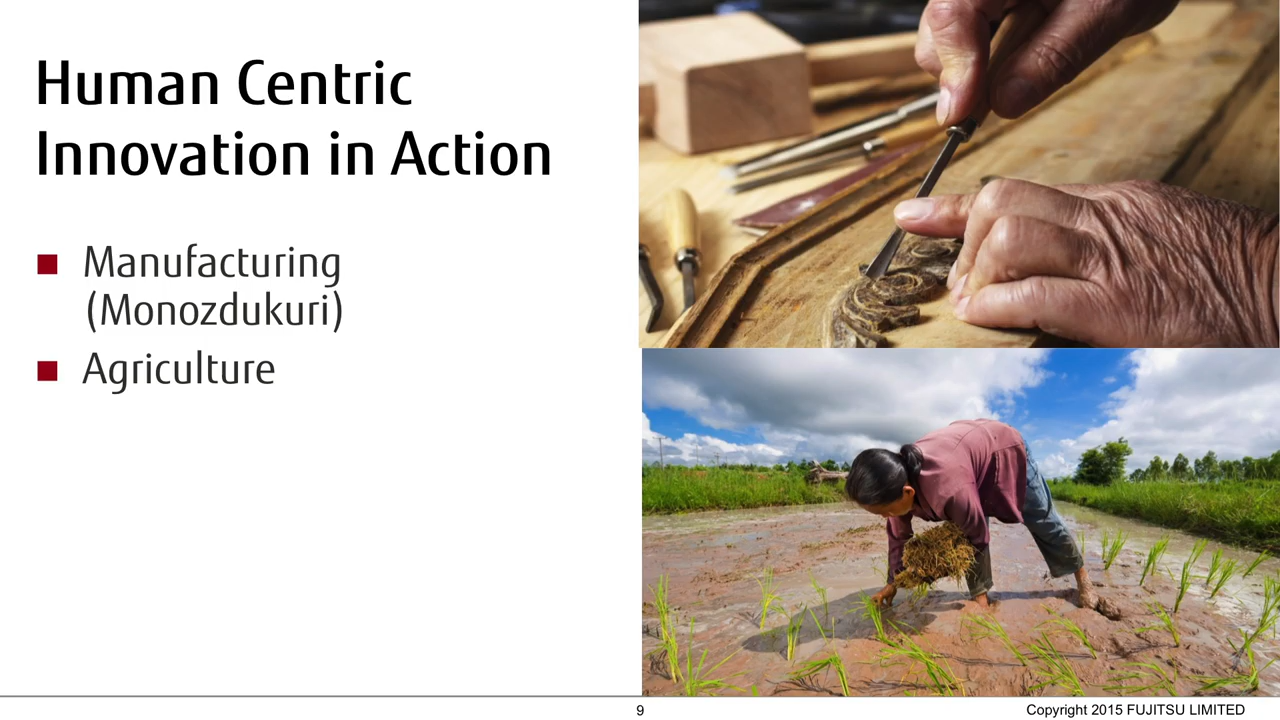 Human Centric
Innovation in Action
Manufacturing
(Monozdukuri)
Agriculture
9
Copyright 2015 FUJITSU LIMITED